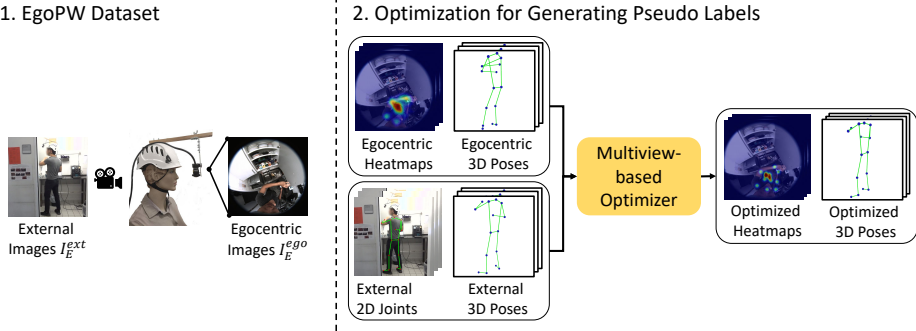 1. EgoPW Dataset
External
Images I_E^ext
Egocentric
Images I_E^ego
2. Optimization for Generating Pseudo Labels
Egocentric
Heatmaps
Egocentric
3D Poses
External
2D Joints
External
3D Poses
Multiview-
based
Optimizer
Optimized
Heatmaps
Optimized
3D Poses